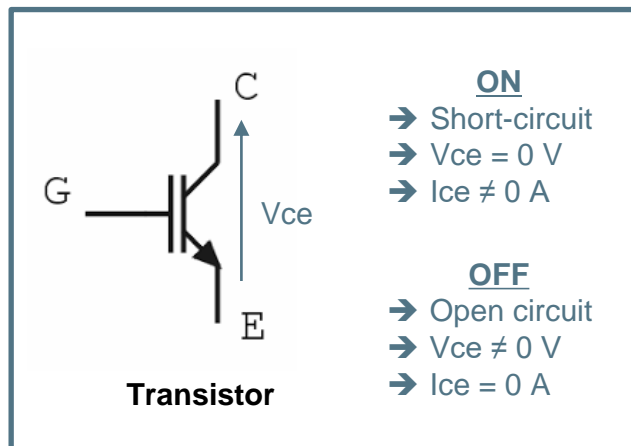 C
G
Vce
E
Transistor
ON
➔ Short-circuit
➔ Vce = 0 V
➔ Ice ≠ 0 A
OFF
➔ Open circuit
➔ Vce ≠ 0 V
➔ Ice = 0 A